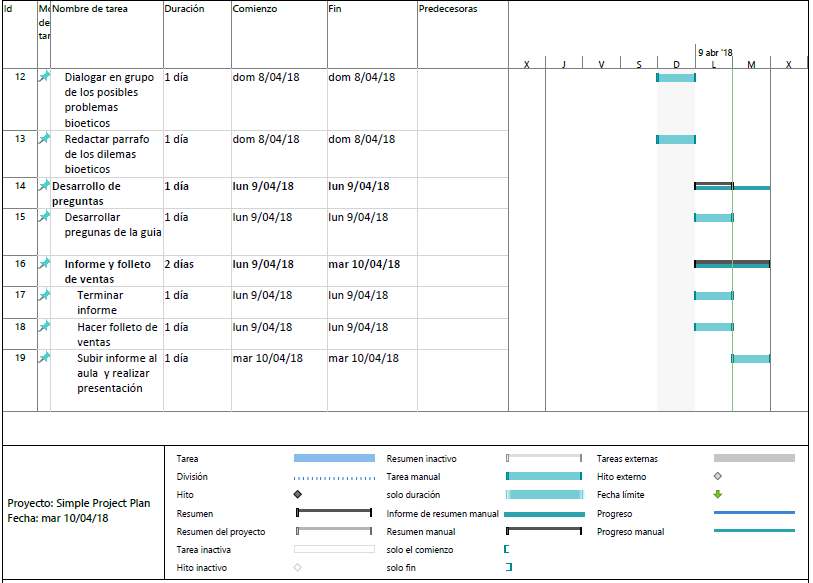 Id Mo Nombre de tarea Duración Comienzo Fin Predecesoras
de
tar
9 abr '18
X J V S D L M X
12 Dialogar en grupo 1 día dom 8/04/18 dom 8/04/18
de los posibles
problemas
bioeticos
13 Redactar parrafo 1 día dom 8/04/18 dom 8/04/18
de los dilemas
bioeticos
14 Desarrollo de 1 día lun 9/04/18 lun 9/04/18
preguntas
15 Desarrollar 1 día lun 9/04/18 lun 9/04/18
pregunas de la guia
16 Informe y folleto 2 días lun 9/04/18 mar 10/04/18
de ventas
17 Terminar 1 día lun 9/04/18 lun 9/04/18
informe
18 Hacer folleto de 1 día lun 9/04/18 lun 9/04/18
ventas
19 Subir informe al 1 día mar 10/04/18 mar 10/04/18
aula y realizar
presentación
Proyecto: Simple Project Plan
Fecha: mar 10/04/18
Tarea
División
Hito
Resumen
Resumen del proyecto
Tarea inactiva
Hito inactivo
Resumen inactivo
Tarea manual
solo duración
Informe de resumen manual
Resumen manual
solo el comienzo
solo fin
Tareas externas
Hito externo
Fecha límite
Progreso
Progreso manual